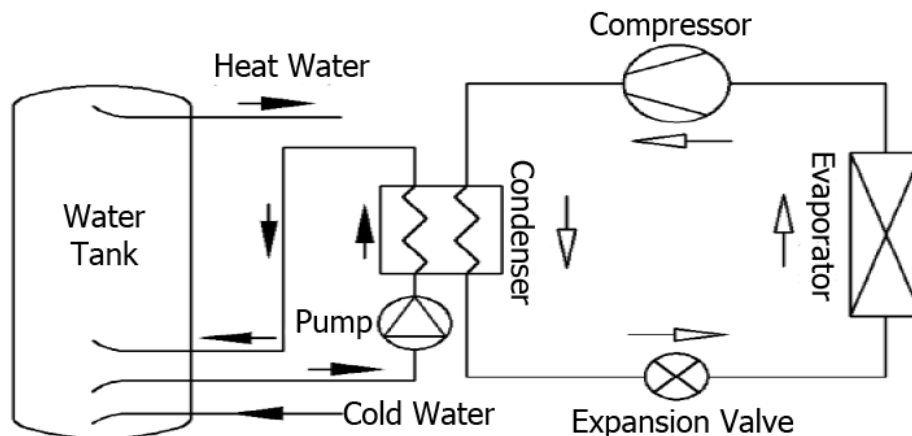 Compressor
Heat Water
Water
Tank
Condenser
Evaporator
Pump
Cold Water
Expansion Valve